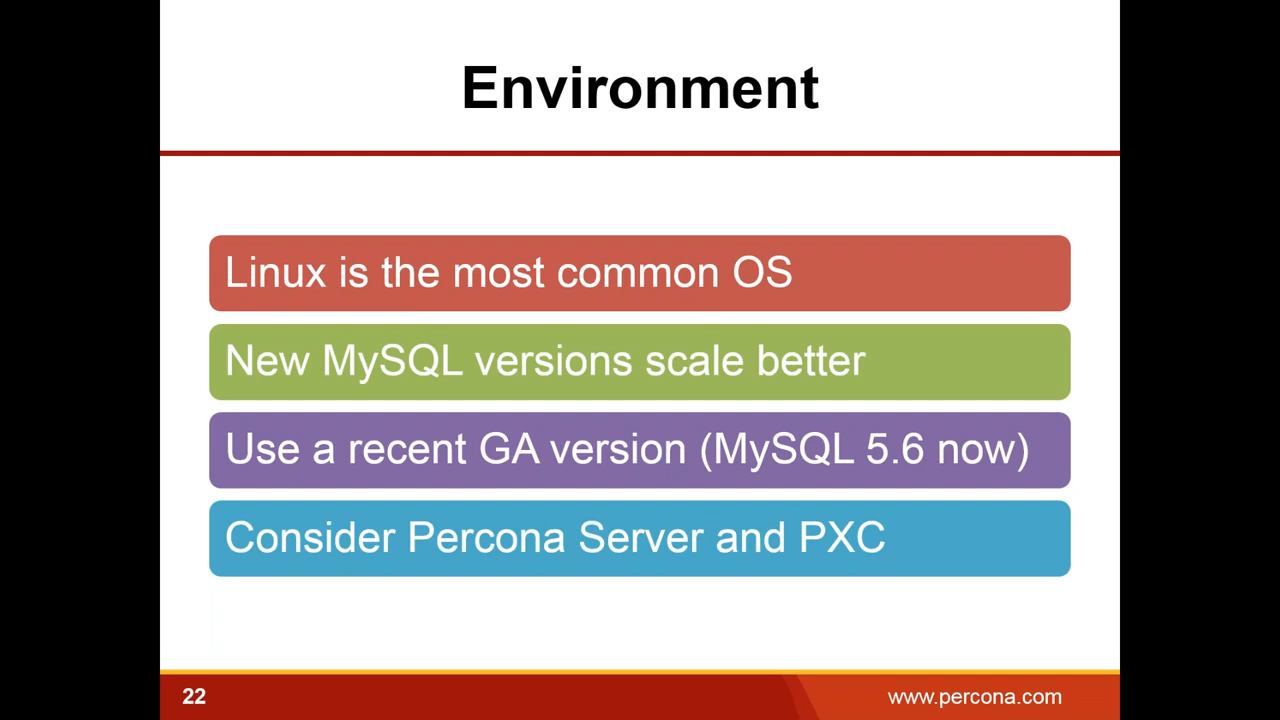 Environment
Linux is the most common OS
New MySQL versions scale better
Use a recent GA version (MySQL 5.6 now)
Consider Percona Server and PXC
22
www.percona.com